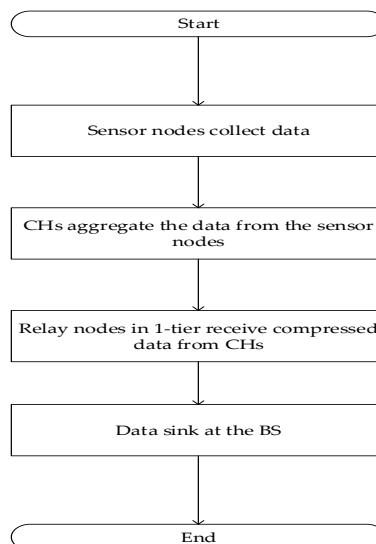 Start
Sensor nodes collect data
CHs aggregate the data from the sensor
nodes
Relay nodes in 1-tier receive compressed
data from CHs
Data sink at the BS
End